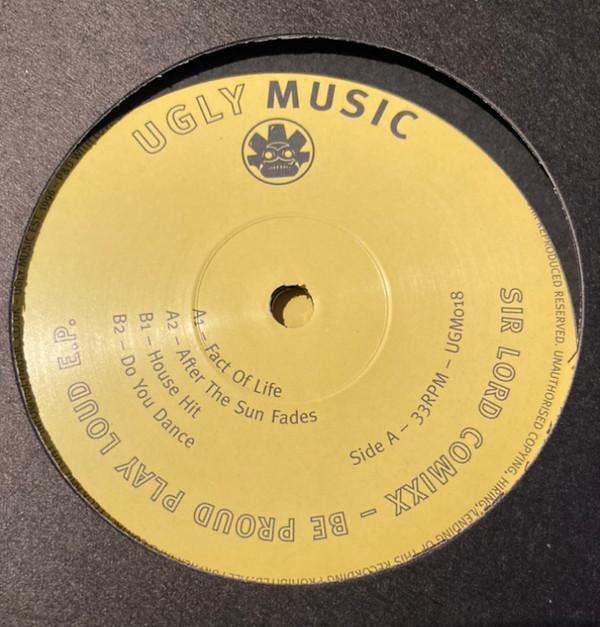 UGLY MUSIC
A1 – Fact Of Life
A2 – After The Sun Fades
B1 – House Hit
B2 – Do You Dance
Side A – 33RPM – UGM018
SIR LORD COMIXX – BE PROUD PLAY LOUD E.P.
REPRODUCED RESERVED. UNAUTHORISED COPYING, HIRING, LENDING OF THIS RECORDING PROHIBITED.